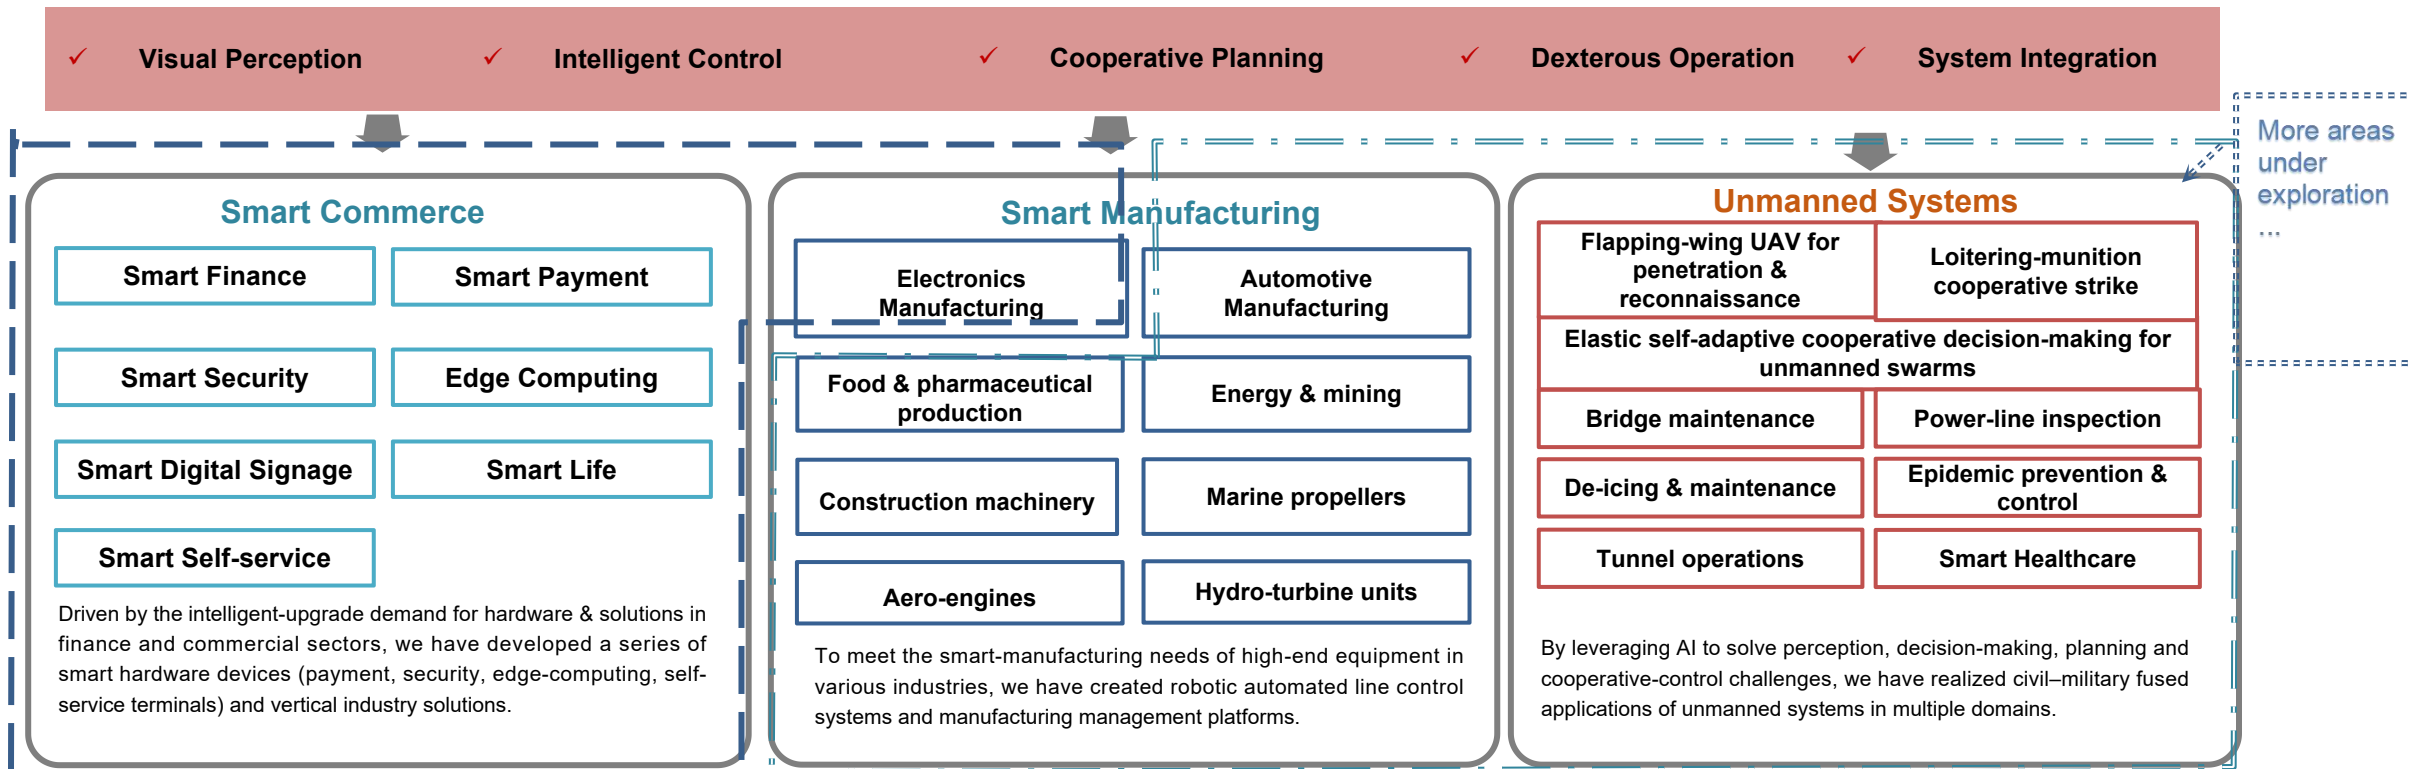 ✓ Visual Perception ✓ Intelligent Control ✓ Cooperative Planning ✓ Dexterous Operation ✓ System Integration
More areas
under
exploration
...
Smart Commerce
Smart Finance
Smart Payment
Smart Security
Edge Computing
Smart Digital Signage
Smart Life
Smart Self-service
Driven by the intelligent-upgrade demand for hardware & solutions in
finance and commercial sectors, we have developed a series of
smart hardware devices (payment, security, edge-computing, self-
service terminals) and vertical industry solutions.
Smart Manufacturing
Electronics
Manufacturing
Automotive
Manufacturing
Food & pharmaceutical
production
Energy & mining
Construction machinery
Marine propellers
Aero-engines
Hydro-turbine units
To meet the smart-manufacturing needs of high-end equipment in
various industries, we have created robotic automated line control
systems and manufacturing management platforms.
Unmanned Systems
Flapping-wing UAV for
penetration &
reconnaissance
Loitering-munition
cooperative strike
Elastic self-adaptive cooperative decision-making for
unmanned swarms
Bridge maintenance
Power-line inspection
De-icing & maintenance
Epidemic prevention &
control
Tunnel operations
Smart Healthcare
By leveraging AI to solve perception, decision-making, planning and
cooperative-control challenges, we have realized civil–military fused
applications of unmanned systems in multiple domains.